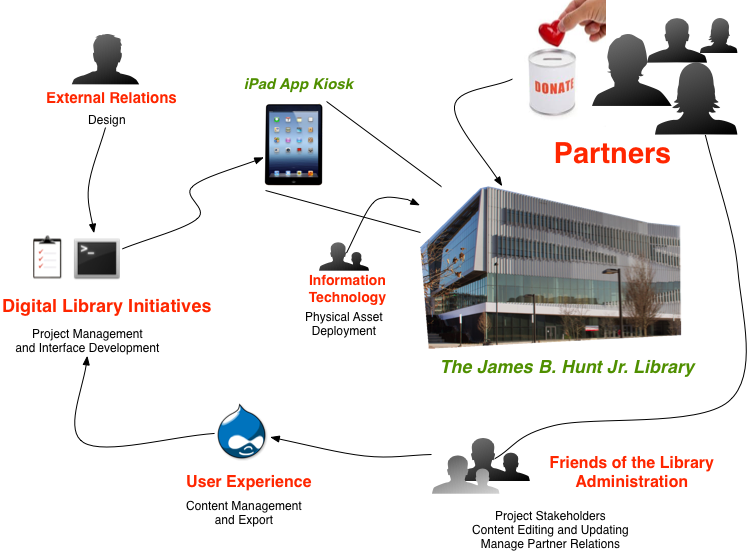 External Relations
Design
iPad App Kiosk
DONATE
Partners
>_
Digital Library Initiatives
Project Management
and Interface Development
Information
Technology
Physical Asset
Deployment
The James B. Hunt Jr. Library
User Experience
Content Management
and Export
Friends of the Library
Administration
Project Stakeholders
Content Editing and Updating
Manage Partner Relations